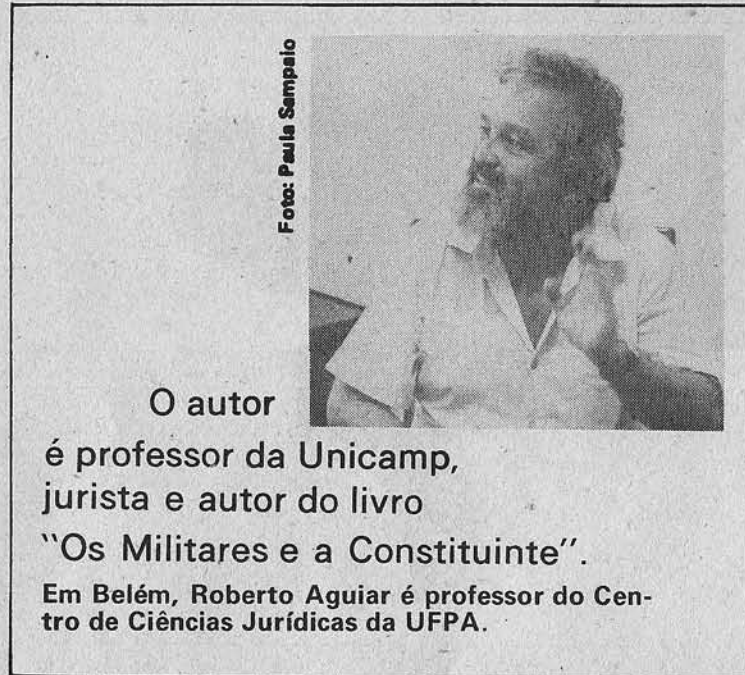 Foto: Paula Sampaio
O autor
é professor da Unicamp,
jurista e autor do livro
"Os Militares e a Constituinte".
Em Belém, Roberto Aguiar é professor do Cen-
tro de Ciências Jurídicas da UFPA.